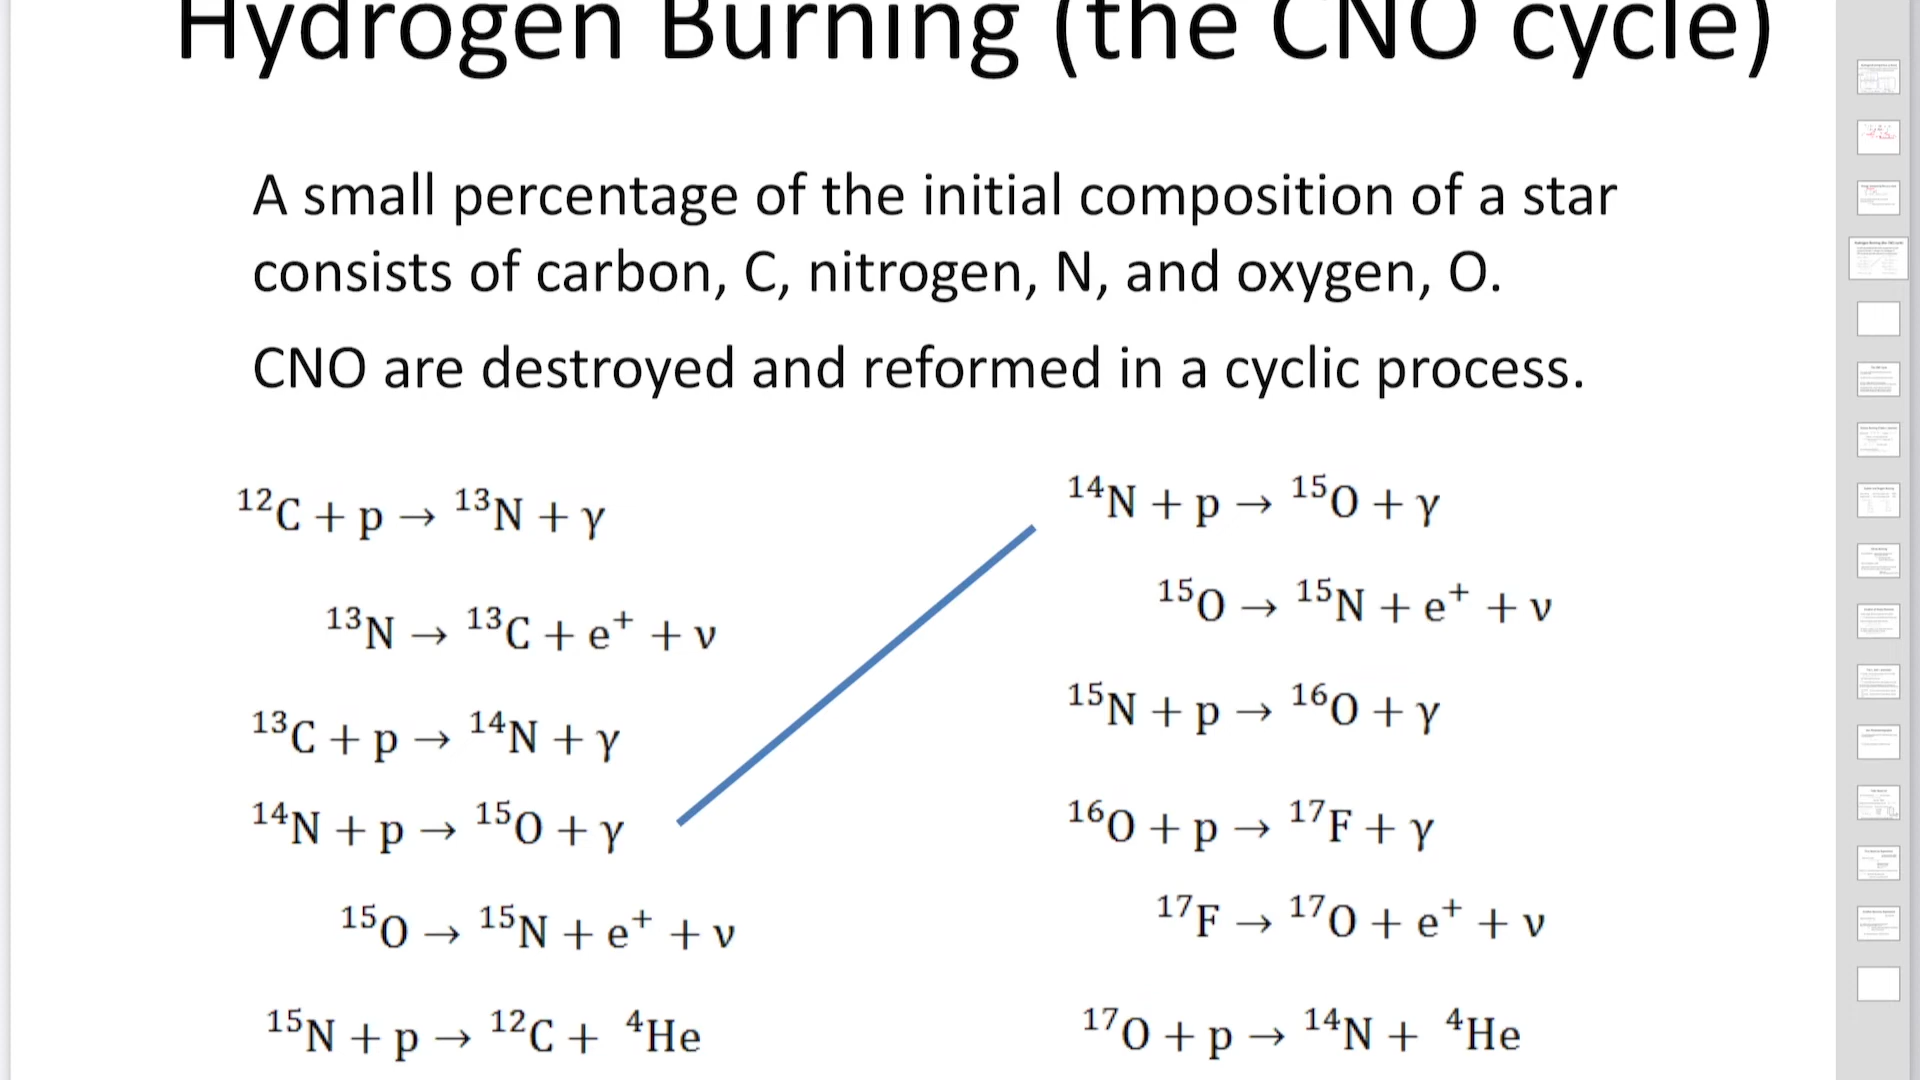 Hydrogen Burning (the CNO cycle)
A small percentage of the initial composition of a star
consists of carbon, C, nitrogen, N, and oxygen, O.
CNO are destroyed and reformed in a cyclic process.
¹²C + p → ¹³N + γ
¹³N → ¹³C + e⁺ + ν
¹³C + p → ¹⁴N + γ
¹⁴N + p → ¹⁵O + γ
¹⁵O → ¹⁵N + e⁺ + ν
¹⁵N + p → ¹²C + ⁴He
¹⁴N + p → ¹⁵O + γ
¹⁵O → ¹⁵N + e⁺ + ν
¹⁵N + p → ¹⁶O + γ
¹⁶O + p → ¹⁷F + γ
¹⁷F → ¹⁷O + e⁺ + ν
¹⁷O + p → ¹⁴N + ⁴He